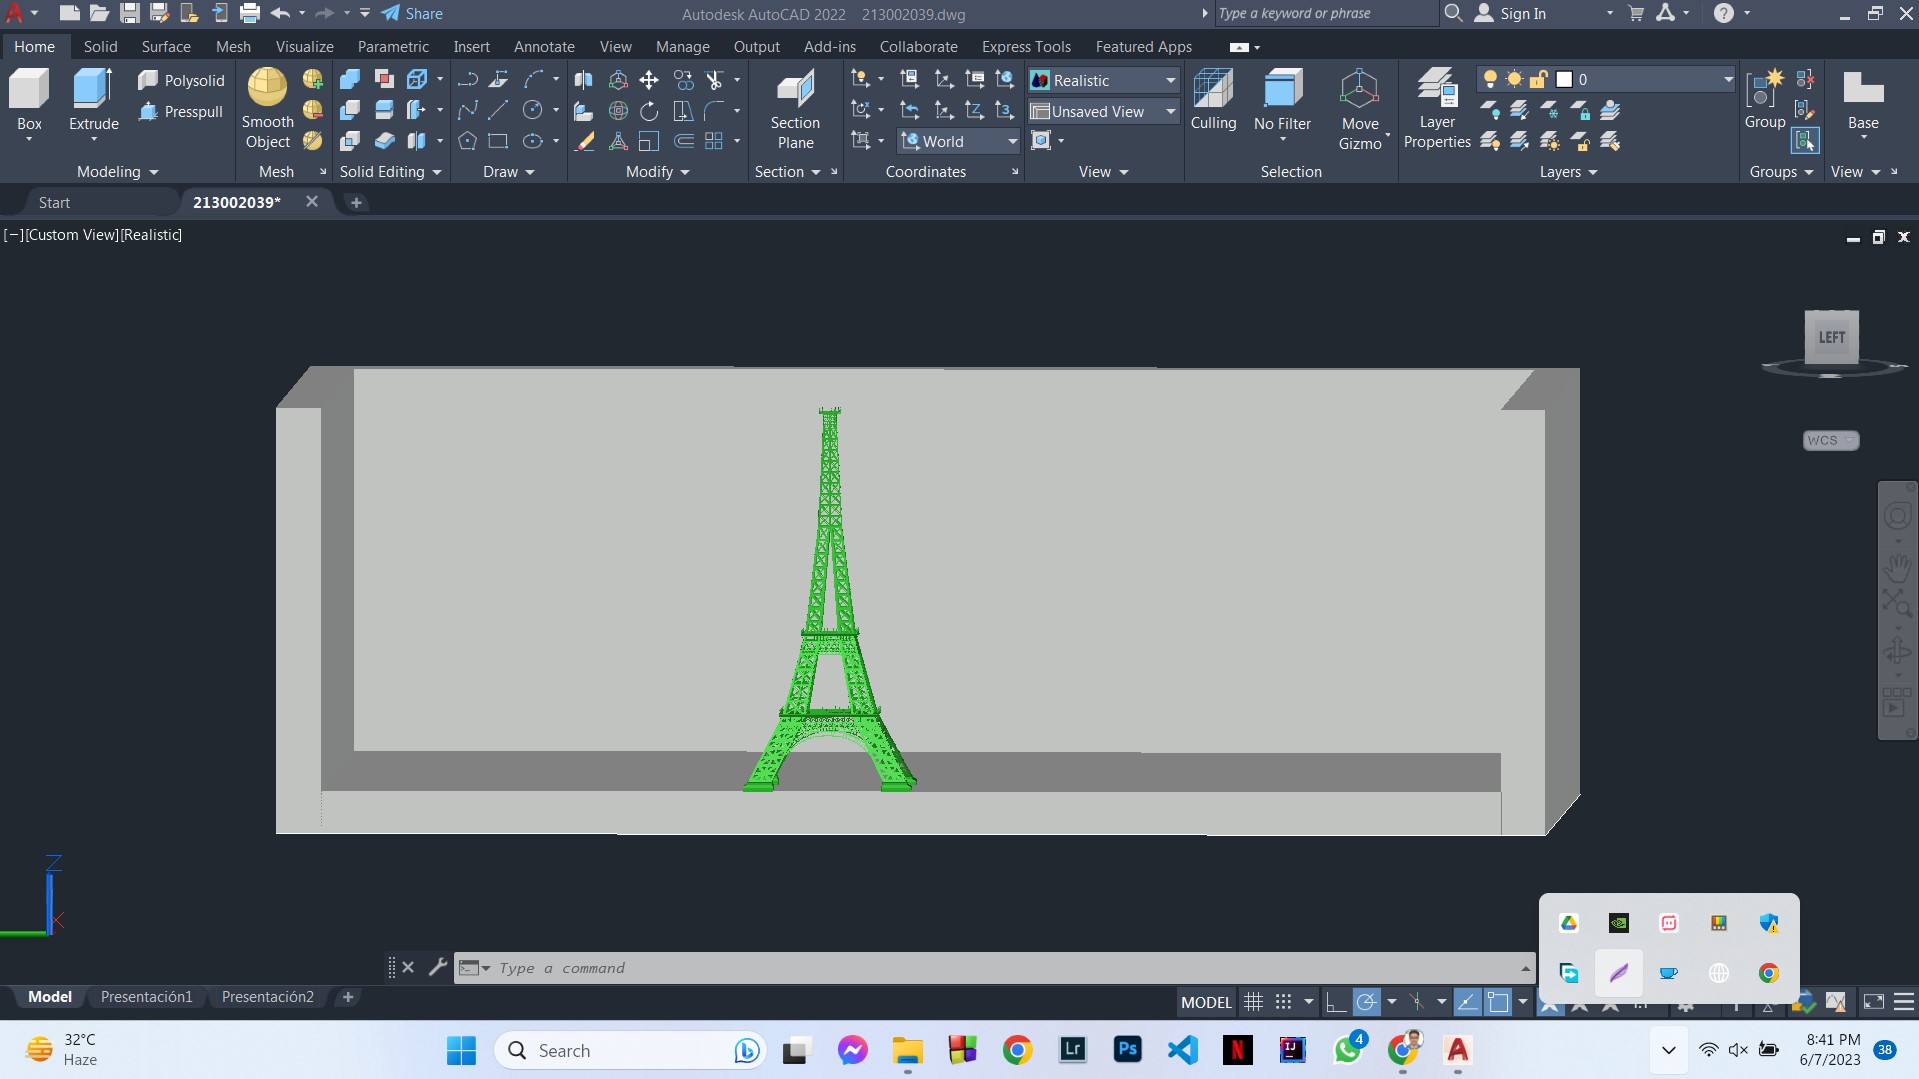 Share
Autodesk AutoCAD 2022 213002039.dwg
Type a keyword or phrase
Sign In
Home Solid Surface Mesh Visualize Parametric Insert Annotate View Manage Output Add-ins Collaborate Express Tools Featured Apps
Box
Extrude
Polysolid
Presspull
Modeling
Smooth
Object
Mesh
Solid Editing
Draw
Modify
Section
Plane
Section
World
Coordinates
Realistic
Unsaved View
View
Culling
No Filter
Move
Gizmo
Selection
Layer
Properties
0
Layers
Group
Groups
Base
View
Start
213002039*
[−][Custom View][Realistic]
LEFT
WCS
Z
X
Type a command
Model Presentación1 Presentación2
MODEL
32°C
Haze
Search
Lr
Ps
N
IJ
4
8:41 PM
6/7/2023
38